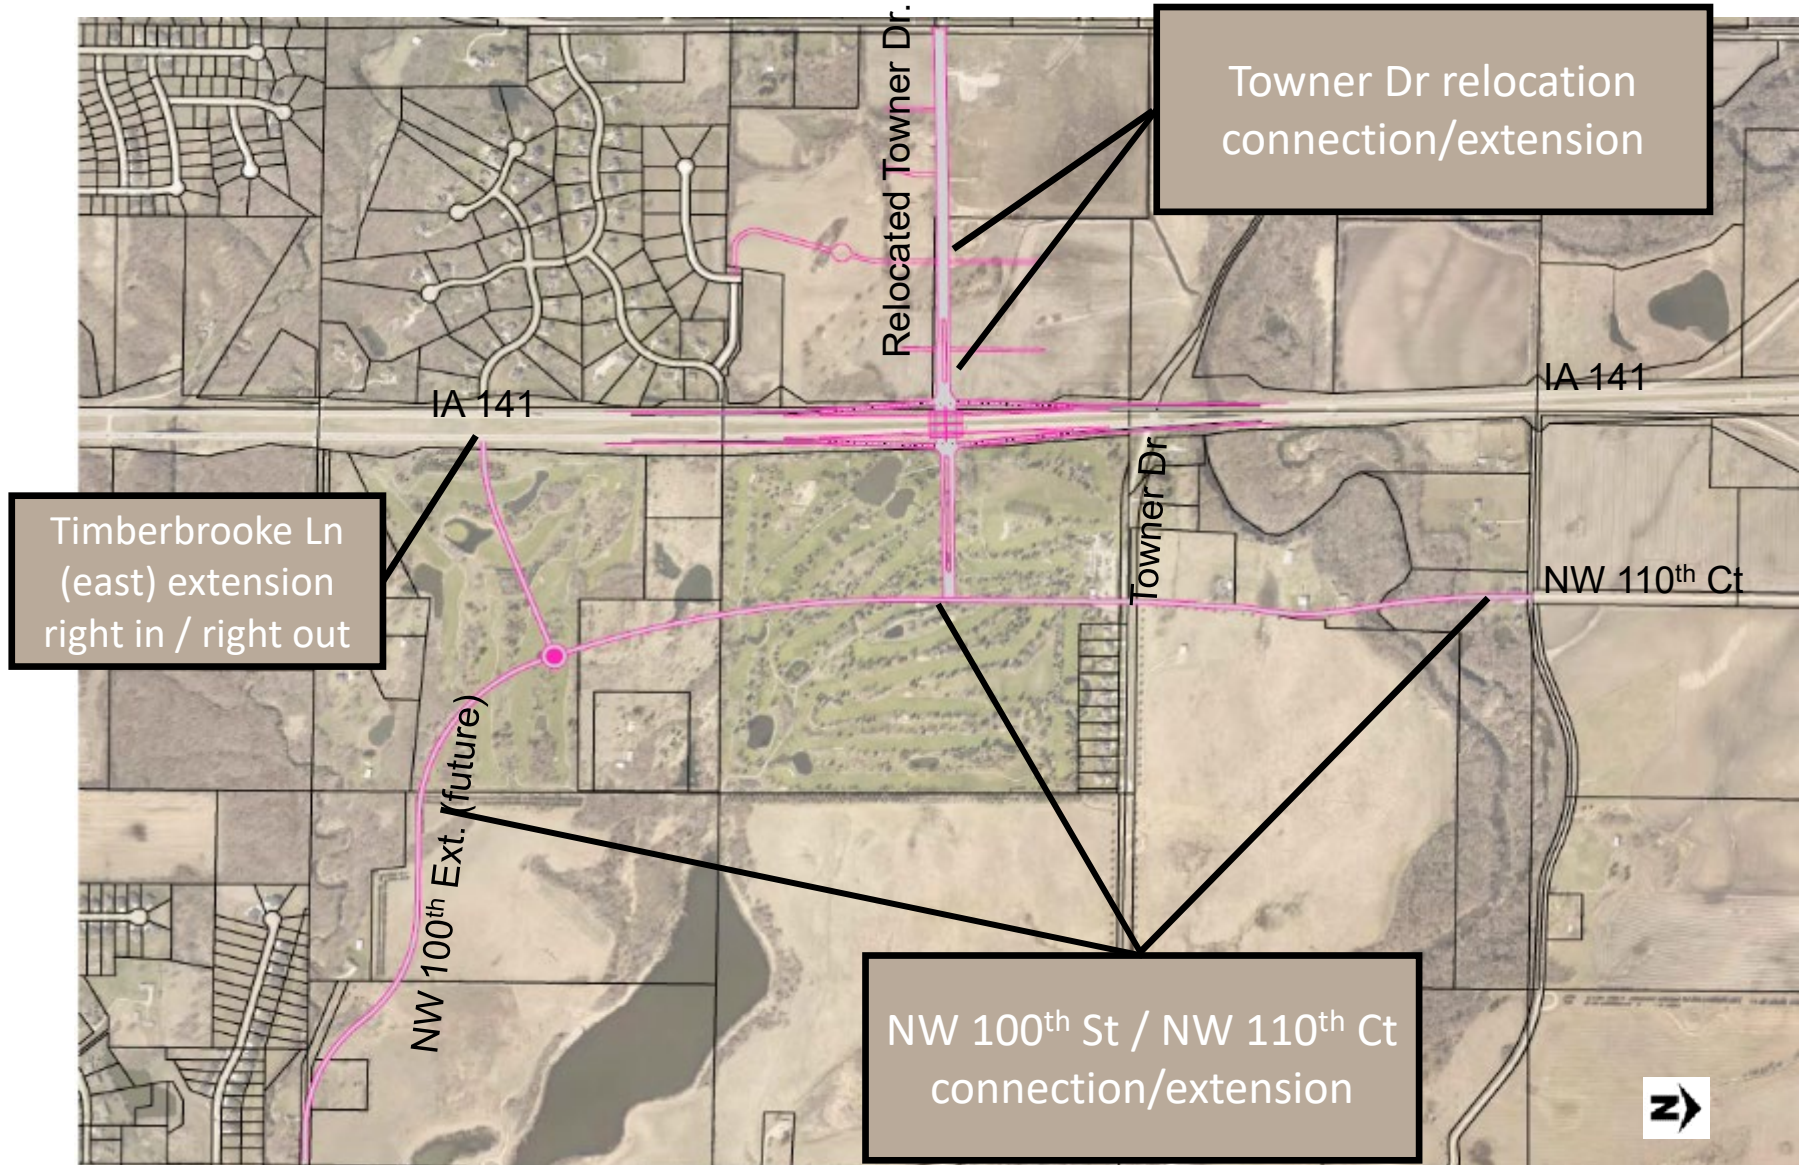 Relocated Towner Dr.
Towner Dr relocation
connection/extension
IA 141
IA 141
Towner Dr
Timberbrooke Ln
(east) extension
right in / right out
NW 110th Ct
NW 100th Ext. (future)
NW 100th St / NW 110th Ct
connection/extension
N